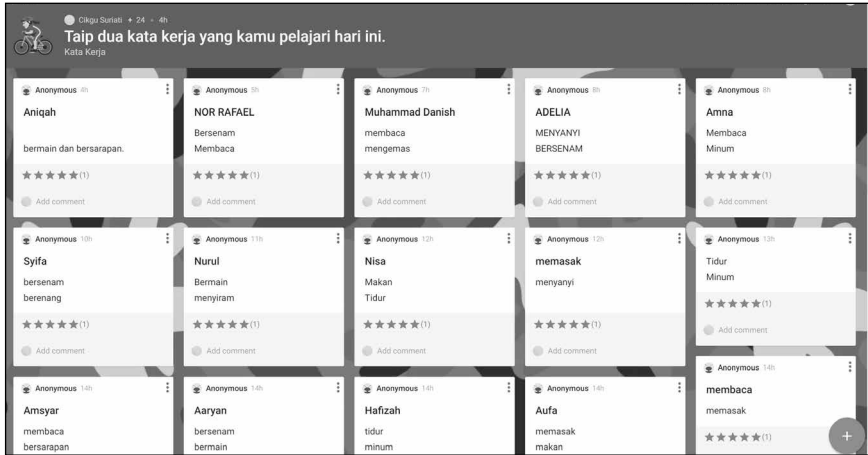 Cikgu Suriati + 24 • 4h
Taip dua kata kerja yang kamu pelajari hari ini.
Kata Kerja
Anonymous 4h
Aniqah
bermain dan bersarapan.
(1)
Add comment
Anonymous 5h
NOR RAFAEL
Bersenam
Membaca
(1)
Add comment
Anonymous 7h
Muhammad Danish
membaca
mengemas
(1)
Add comment
Anonymous 8h
ADELIA
MENYANYI
BERSENAM
(1)
Add comment
Anonymous 8h
Amna
Membaca
Minum
(1)
Add comment
Anonymous 10h
Syifa
bersenam
berenang
(1)
Add comment
Anonymous 11h
Nurul
Bermain
menyiram
(1)
Add comment
Anonymous 12h
Nisa
Makan
Tidur
(1)
Add comment
Anonymous 12h
memasak
menyanyi
(1)
Add comment
Anonymous 13h
Tidur
Minum
(1)
Add comment
Anonymous 14h
Amsyar
membaca
bersarapan
Anonymous 14h
Aaryan
bersenam
bermain
Anonymous 14h
Hafizah
tidur
minum
Anonymous 14h
Aufa
memasak
makan
Anonymous 14h
membaca
memasak
(1)